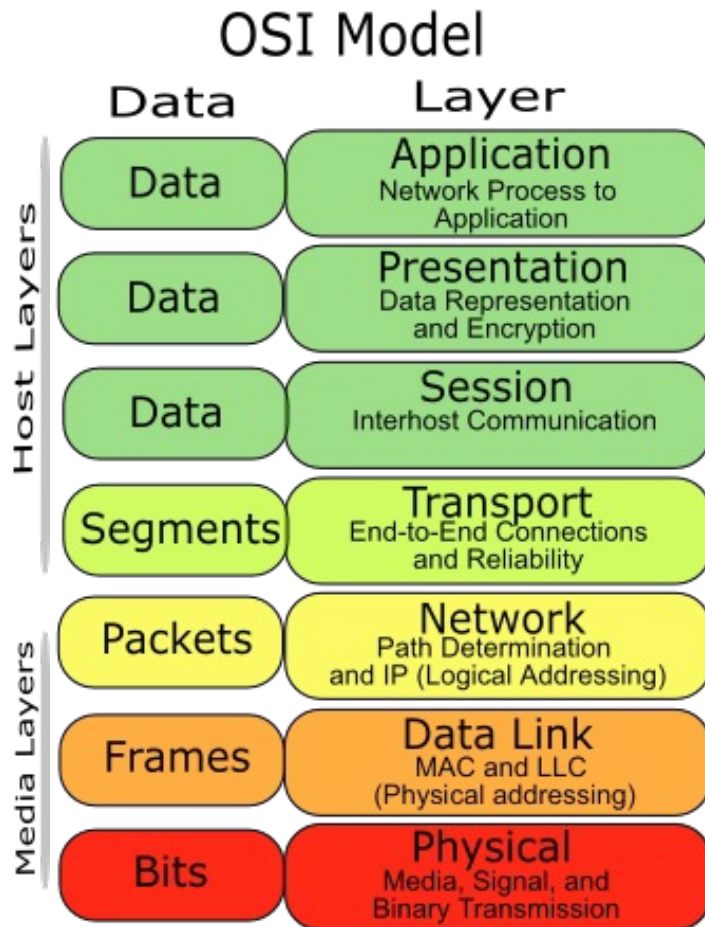 OSI Model
Data Layer
Host Layers
Data
Application
Network Process to
Application
Data
Presentation
Data Representation
and Encryption
Data
Session
Interhost Communication
Segments
Transport
End-to-End Connections
and Reliability
Media Layers
Packets
Network
Path Determination
and IP (Logical Addressing)
Frames
Data Link
MAC and LLC
(Physical addressing)
Bits
Physical
Media, Signal, and
Binary Transmission